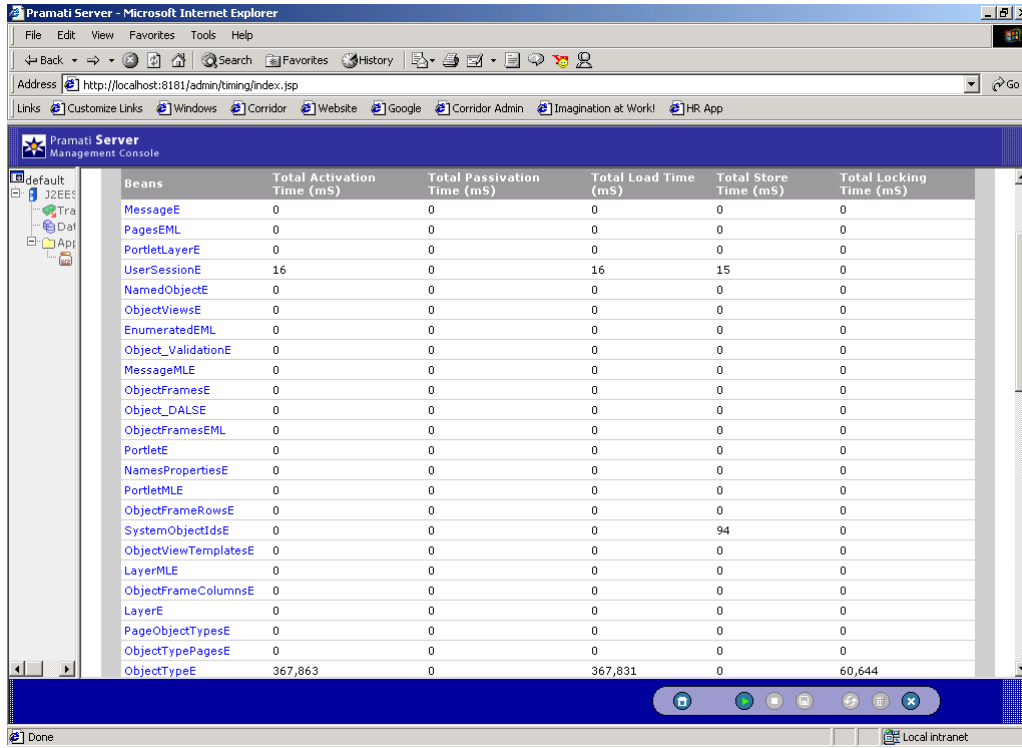 Pramati Server - Microsoft Internet Explorer
File Edit View Favorites Tools Help
Back Search Favorites History
Address http://localhost:8181/admin/timing/index.jsp Go
Links Customize Links Windows Corridor Website Google Corridor Admin Imagination at Work! HR App
Pramati Server
Management Console
default
J2EES
Tra
Dat
App
Beans Total Activation Time (mS) Total Passivation Time (mS) Total Load Time (mS) Total Store Time (mS) Total Locking Time (mS)
MessageE 0 0 0 0 0
PagesEML 0 0 0 0 0
PortletLayerE 0 0 0 0 0
UserSessionE 16 0 16 15 0
NamedObjectE 0 0 0 0 0
ObjectViewsE 0 0 0 0 0
EnumeratedEML 0 0 0 0 0
Object_ValidationE 0 0 0 0 0
MessageMLE 0 0 0 0 0
ObjectFramesE 0 0 0 0 0
Object_DALSE 0 0 0 0 0
ObjectFramesEML 0 0 0 0 0
PortletE 0 0 0 0 0
NamesPropertiesE 0 0 0 0 0
PortletMLE 0 0 0 0 0
ObjectFrameRowsE 0 0 0 0 0
SystemObjectIdsE 0 0 0 94 0
ObjectViewTemplatesE 0 0 0 0 0
LayerMLE 0 0 0 0 0
ObjectFrameColumnsE 0 0 0 0 0
LayerE 0 0 0 0 0
PageObjectTypesE 0 0 0 0 0
ObjectTypePagesE 0 0 0 0 0
ObjectTypeE 367,863 0 367,831 0 60,644
Done Local intranet